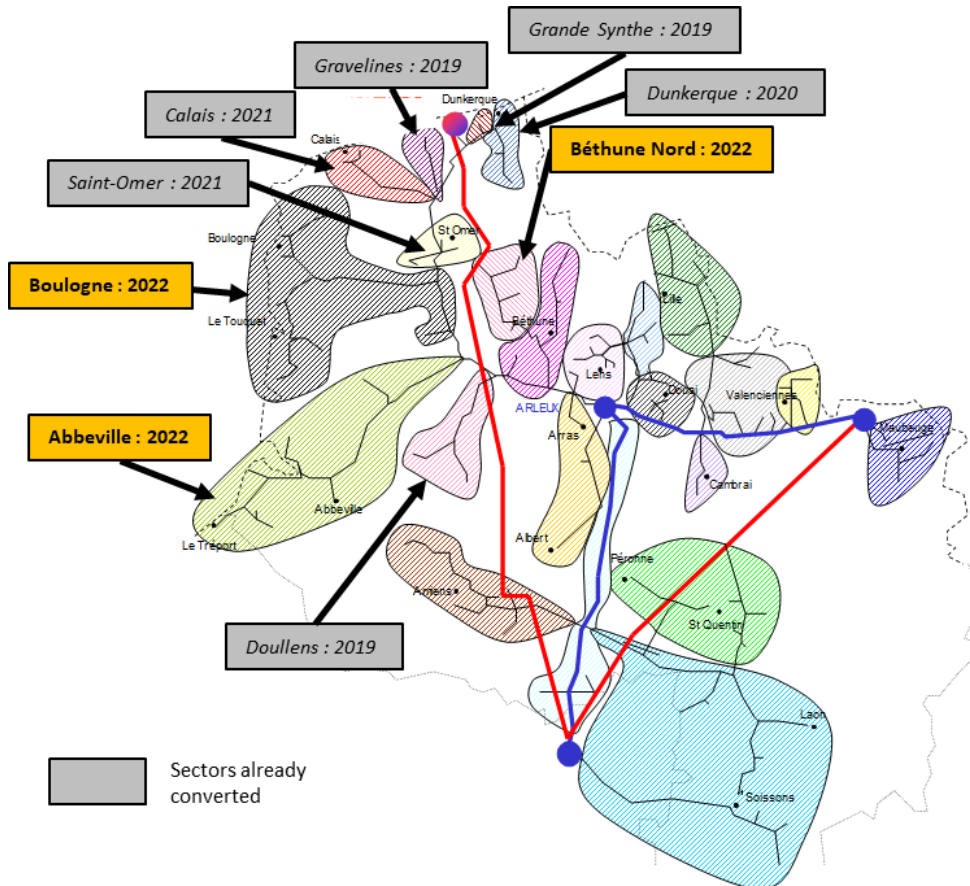 Grande Synthe : 2019
Gravelines : 2019
Dunkerque : 2020
Dunkerque
Calais : 2021
Calais
Béthune Nord : 2022
Saint-Omer : 2021
St Omer
Boulogne
Boulogne : 2022
Lille
Le Touquet
Béthune
Lens
Douai
Valenciennes
ARLEUX
Arras
Maubeuge
Abbeville : 2022
Cambrai
Abbeville
Le Tréport
Albert
Péronne
Amiens
St Quentin
Doullens : 2019
Laon
Sectors already
converted
Soissons